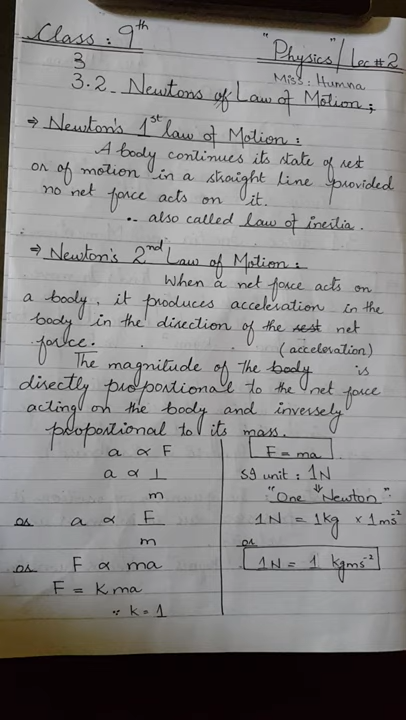 Class : 9th
"Physics" / Lec #2
3
Miss : Humna
3.2 - Newtons of Law of Motion ;
⇒ Newton's 1st law of Motion :
A body continues its state of rest
or of motion in a straight line provided
no net force acts on it.
∴ also called law of inertia.
⇒ Newton's 2nd Law of Motion :
When a net force acts on
a body, it produces acceleration in the
body in the direction of the rest net
force.
(acceleration)
The magnitude of the body is
directly proportional to the net force
acting on the body and inversely
proportional to its mass.
a ∝ F
a ∝ 1
m
or a ∝ F
m
or F ∝ ma
F = K ma
∵ k = 1
F = ma
SI unit : 1N
"One Newton"
1N = 1kg × 1ms⁻²
or
1N = 1 kgms⁻²